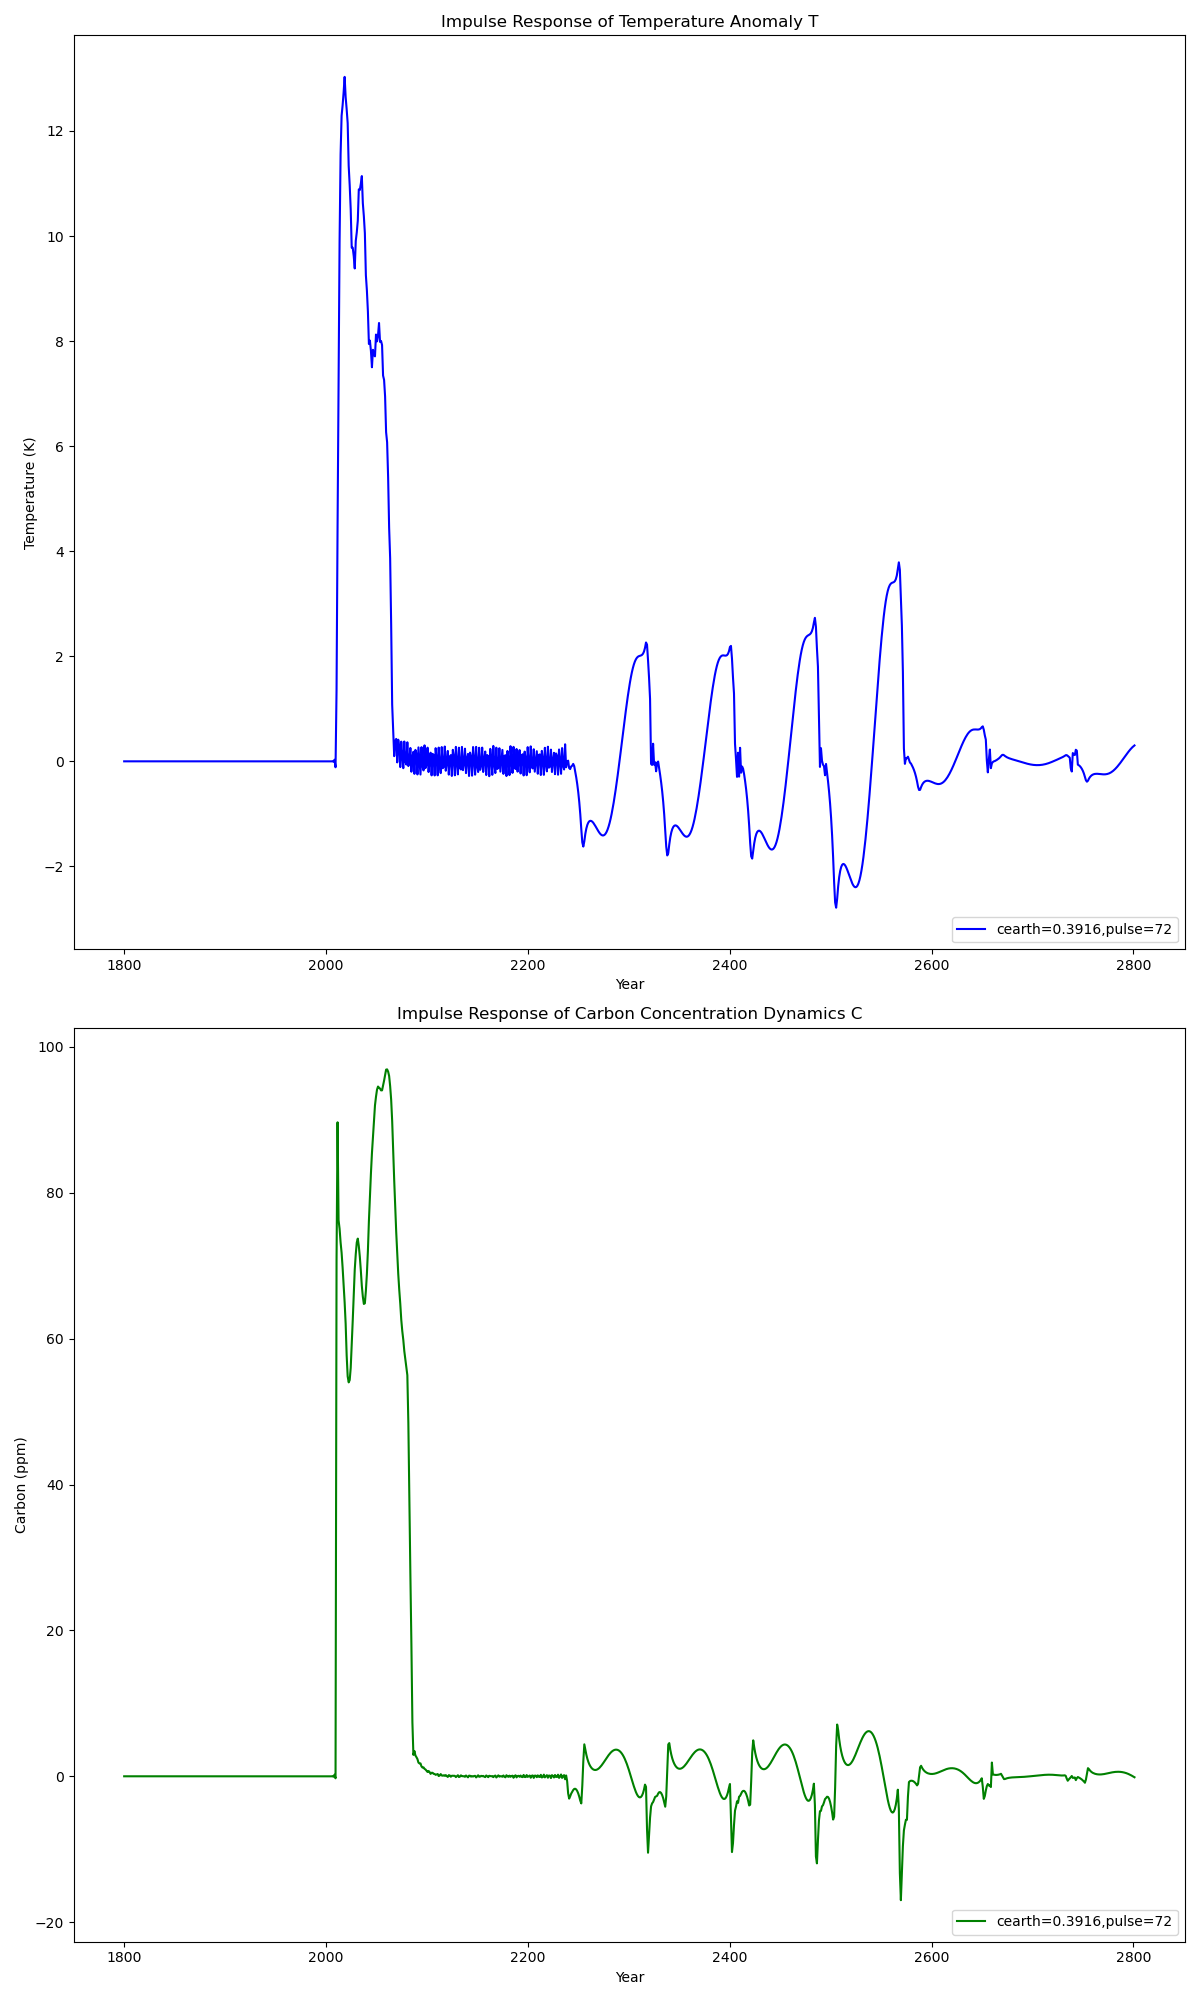 Impulse Response of Temperature Anomaly T
12
10
8
6
4
2
0
−2
Temperature (K)
cearth=0.3916,pulse=72
1800 2000 2200 2400 2600 2800
Year
Impulse Response of Carbon Concentration Dynamics C
100
80
60
40
20
0
−20
Carbon (ppm)
cearth=0.3916,pulse=72
1800 2000 2200 2400 2600 2800
Year